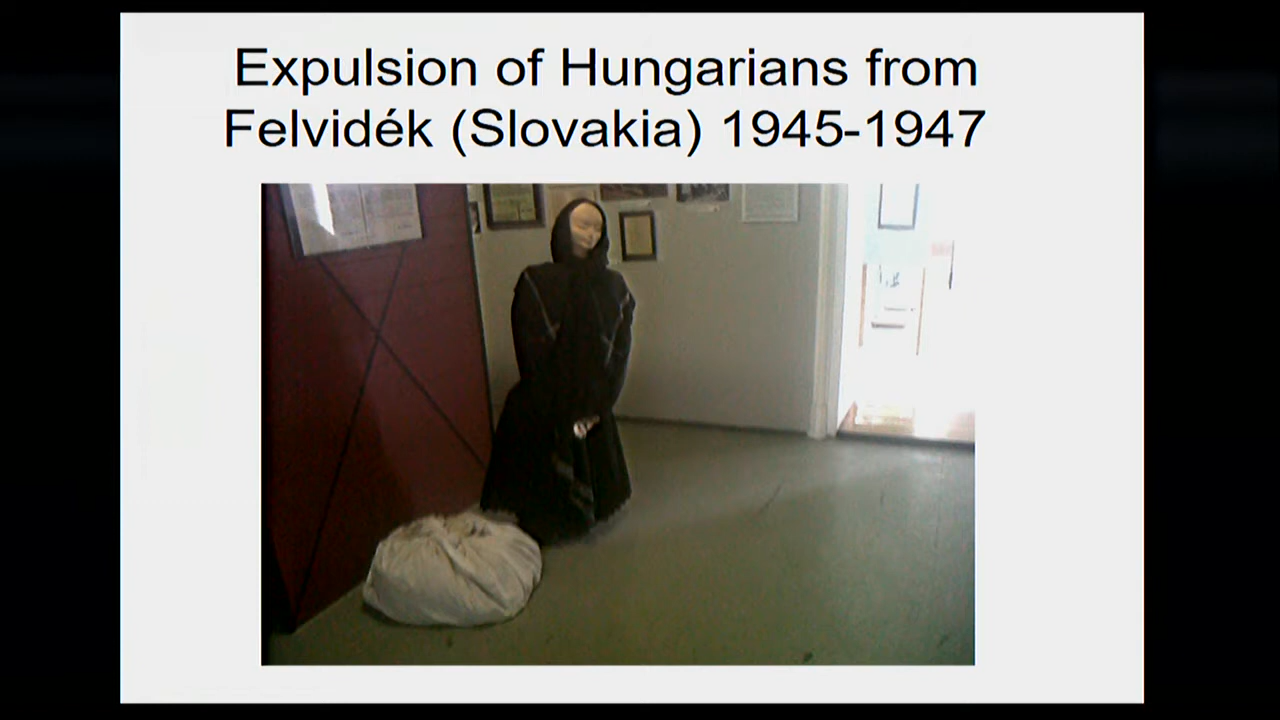 Expulsion of Hungarians from
Felvidék (Slovakia) 1945-1947